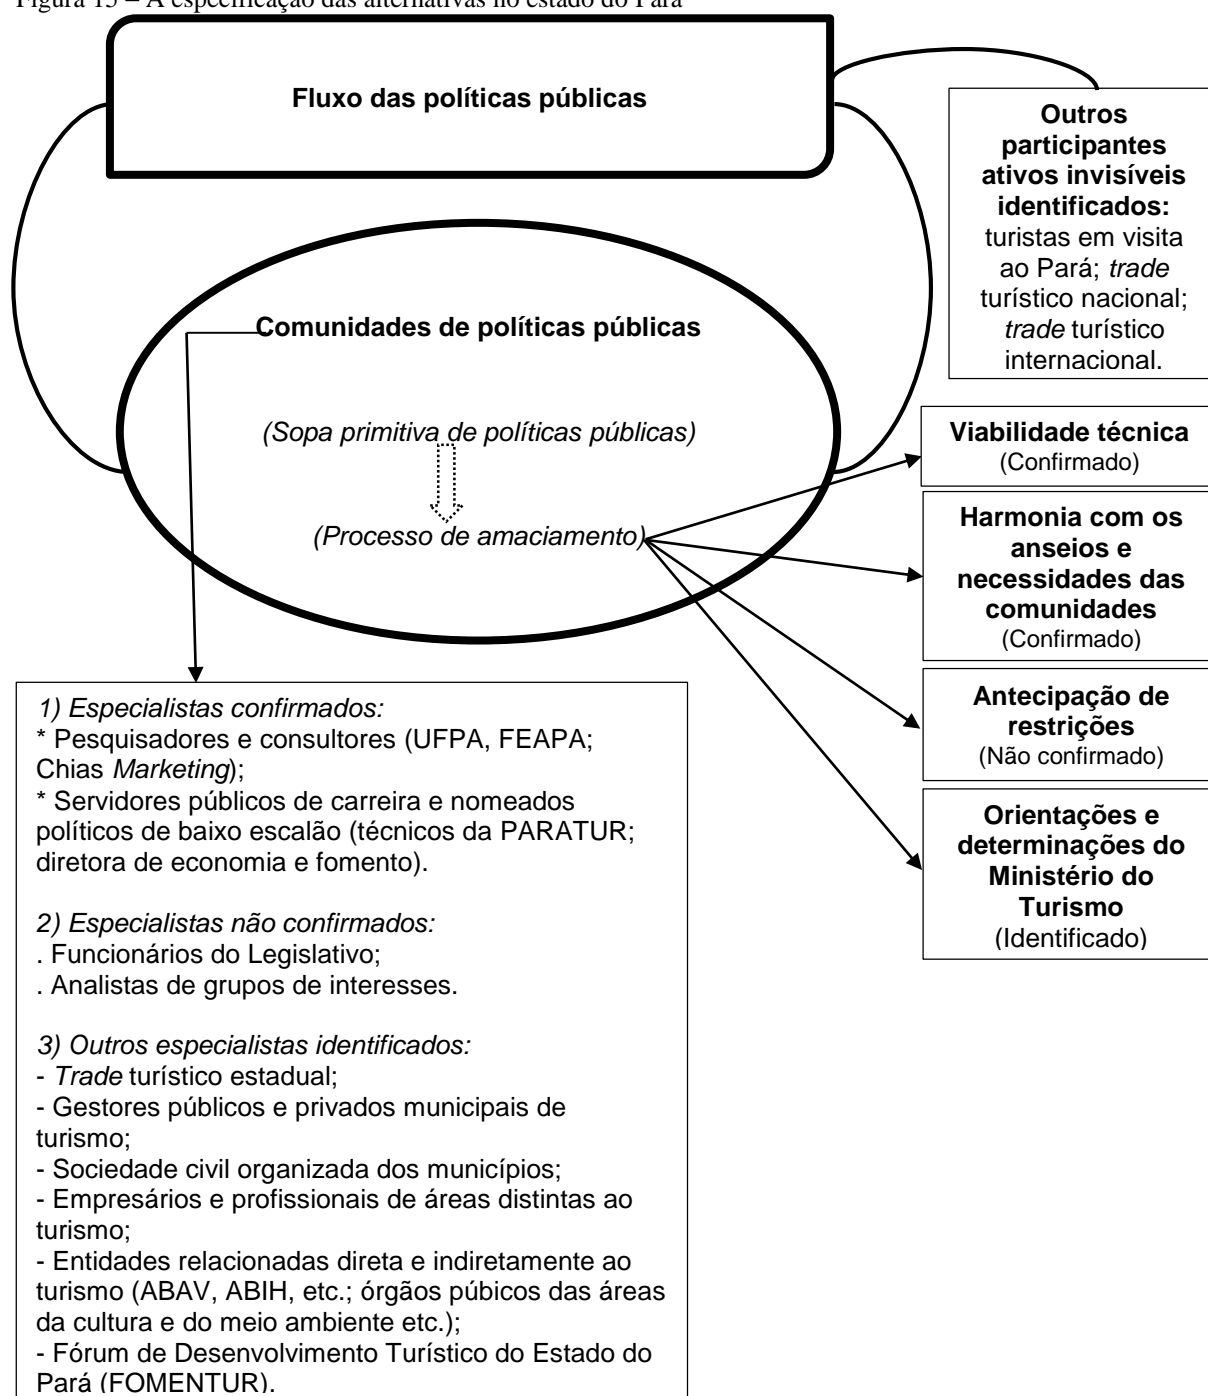 Figura 15 – A especificação das alternativas no estado do Pará
Fluxo das políticas públicas
Outros
participantes
ativos invisíveis
identificados:
turistas em visita
ao Pará; trade
turístico nacional;
trade turístico
internacional.
Comunidades de políticas públicas
(Sopa primitiva de políticas públicas)
(Processo de amaciamento)
Viabilidade técnica
(Confirmado)
Harmonia com os
anseios e
necessidades das
comunidades
(Confirmado)
Antecipação de
restrições
(Não confirmado)
Orientações e
determinações do
Ministério do
Turismo
(Identificado)
1) Especialistas confirmados:
* Pesquisadores e consultores (UFPA, FEAPA;
Chias Marketing);
* Servidores públicos de carreira e nomeados
políticos de baixo escalão (técnicos da PARATUR;
diretora de economia e fomento).
2) Especialistas não confirmados:
. Funcionários do Legislativo;
. Analistas de grupos de interesses.
3) Outros especialistas identificados:
- Trade turístico estadual;
- Gestores públicos e privados municipais de
turismo;
- Sociedade civil organizada dos municípios;
- Empresários e profissionais de áreas distintas ao
turismo;
- Entidades relacionadas direta e indiretamente ao
turismo (ABAV, ABIH, etc.; órgãos púbicos das áreas
da cultura e do meio ambiente etc.);
- Fórum de Desenvolvimento Turístico do Estado do
Pará (FOMENTUR).